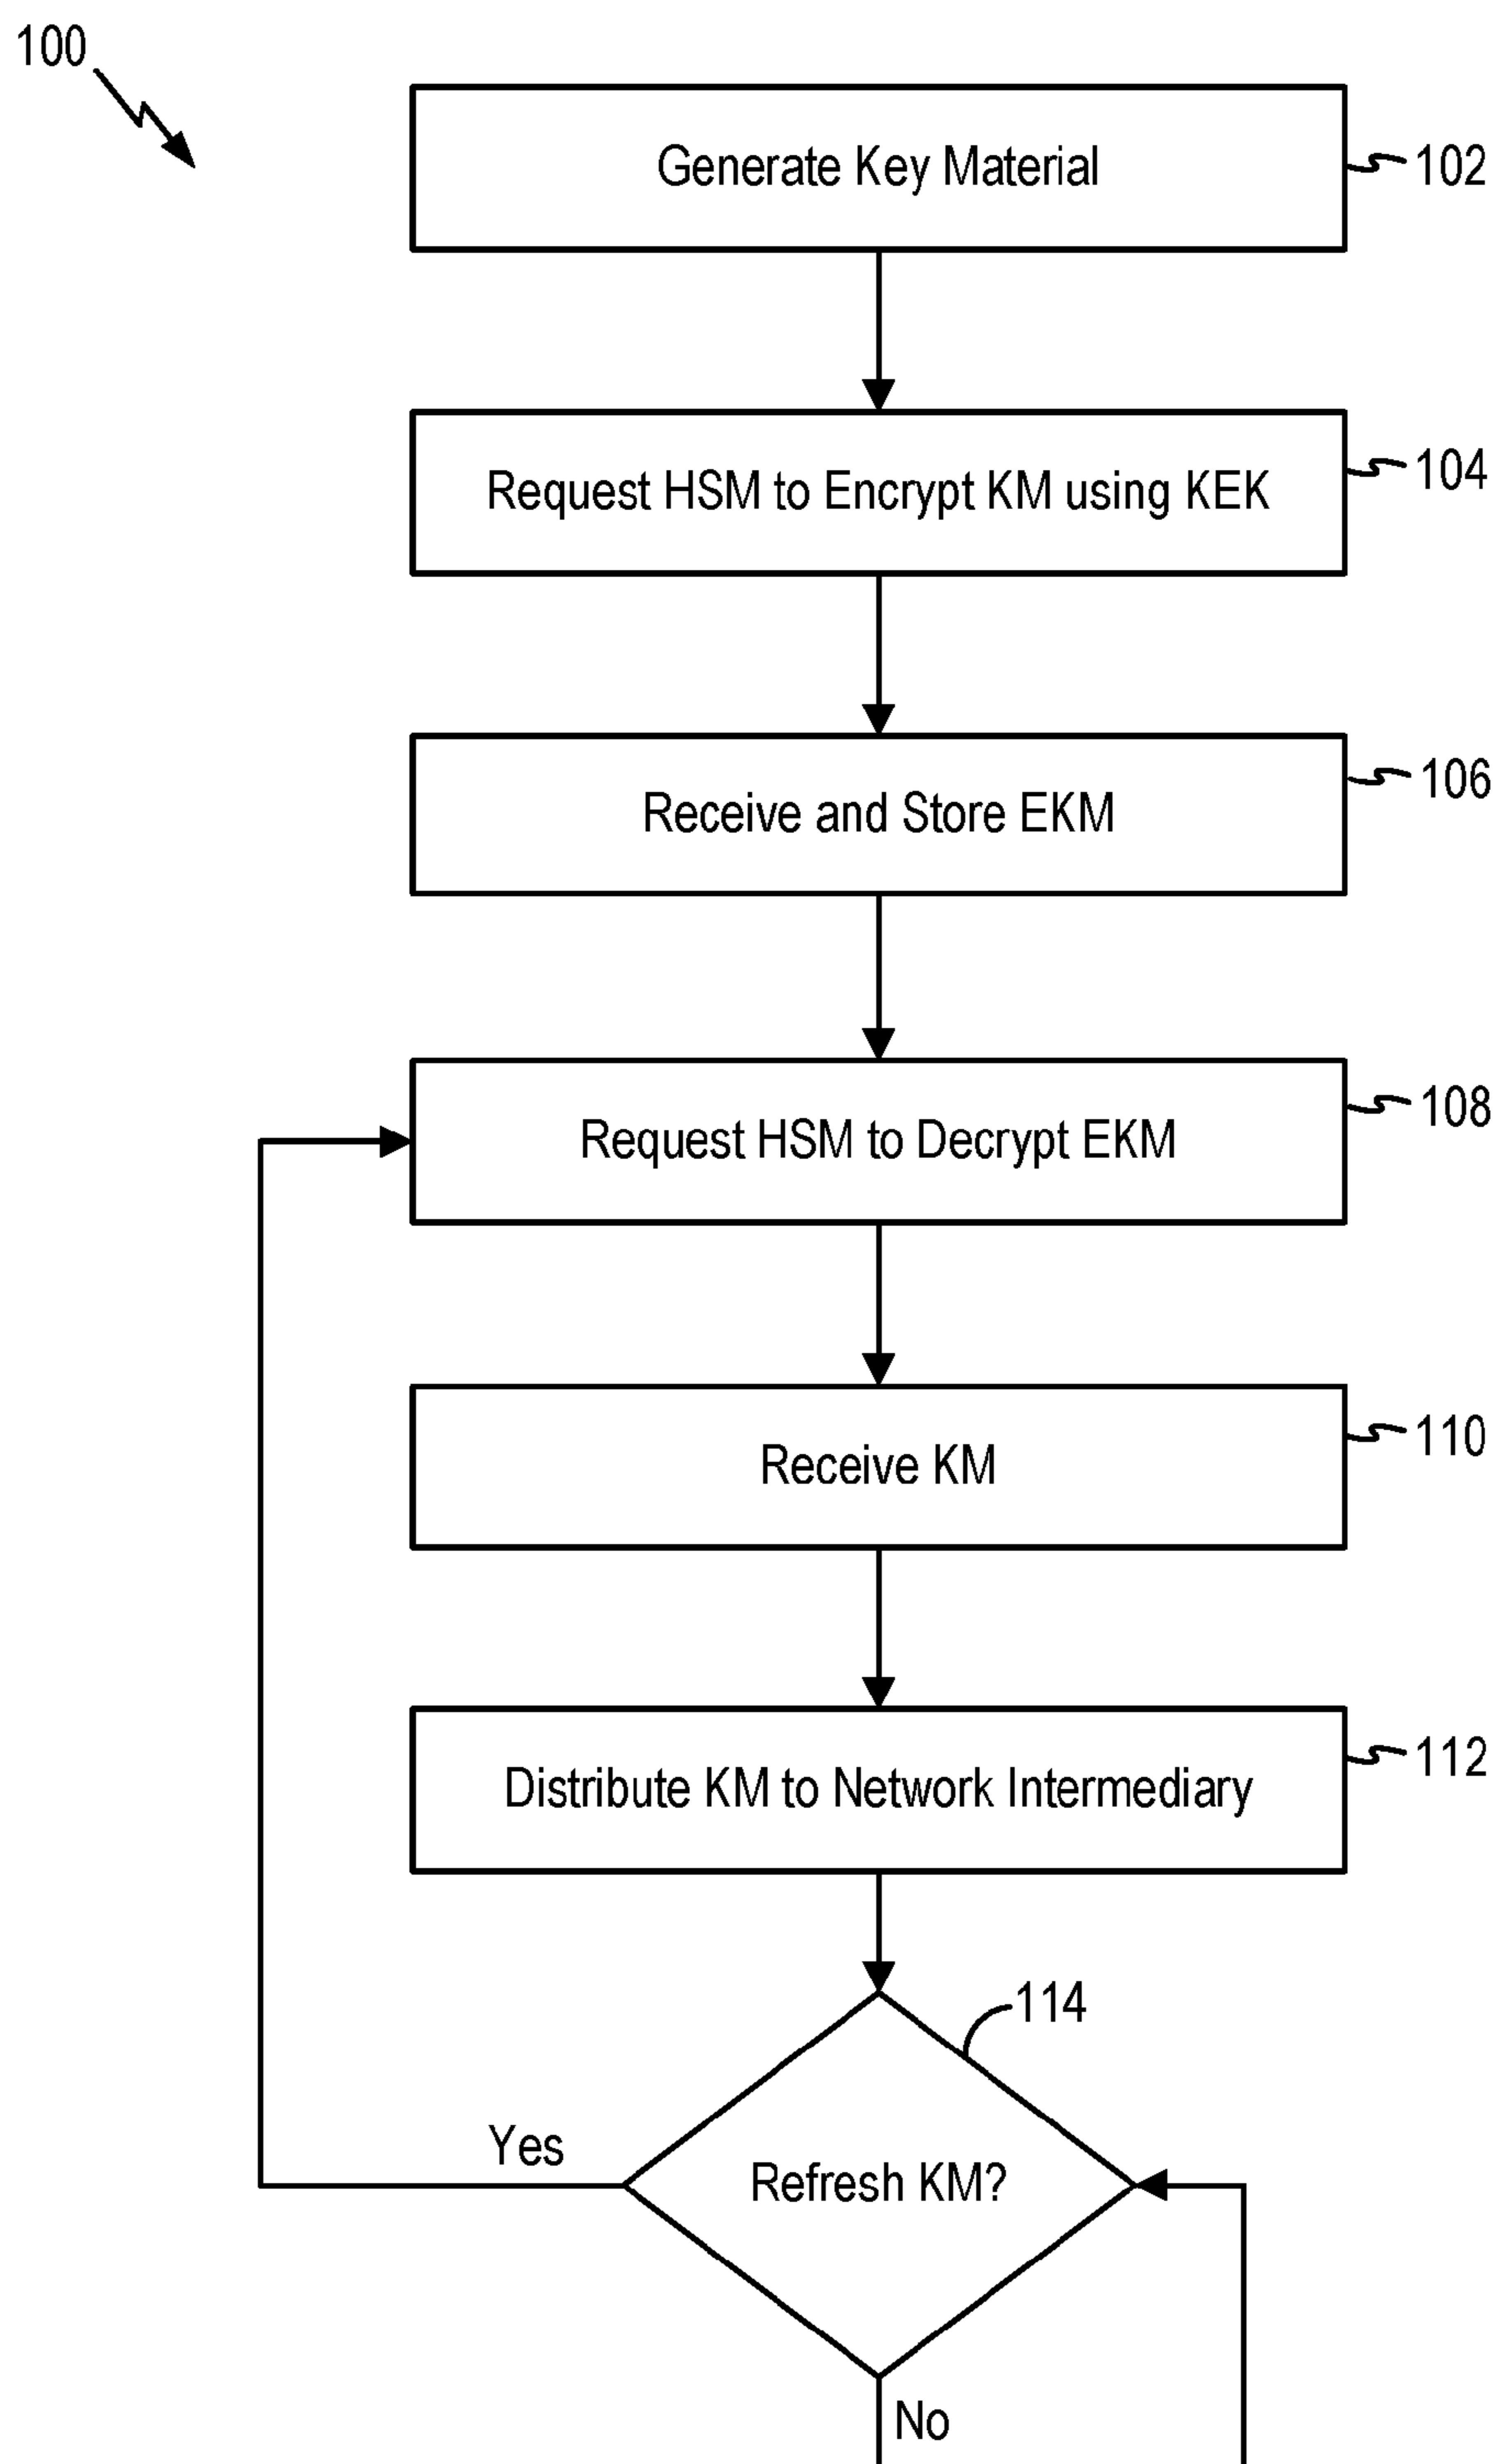 100
Generate Key Material
102
Request HSM to Encrypt KM using KEK
104
Receive and Store EKM
106
Request HSM to Decrypt EKM
108
Receive KM
110
Distribute KM to Network Intermediary
112
114
Refresh KM?
Yes
No